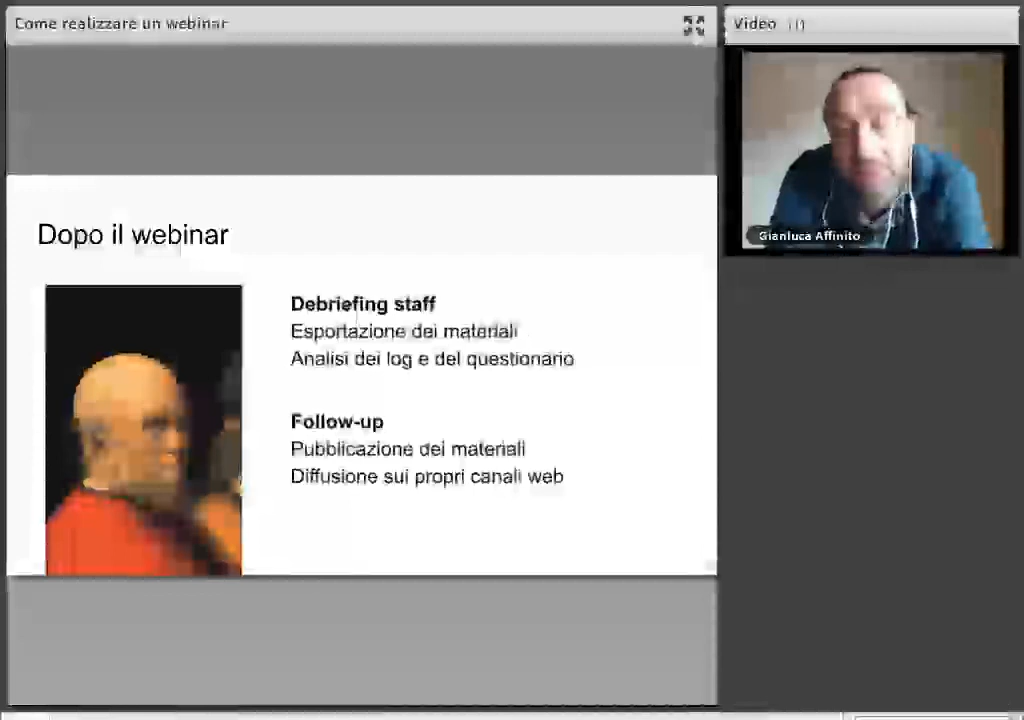 Come realizzare un webinar
Video
Gianluca Affinito
Dopo il webinar
Debriefing staff
Esportazione dei materiali
Analisi dei log e del questionario
Follow-up
Pubblicazione dei materiali
Diffusione sui propri canali web